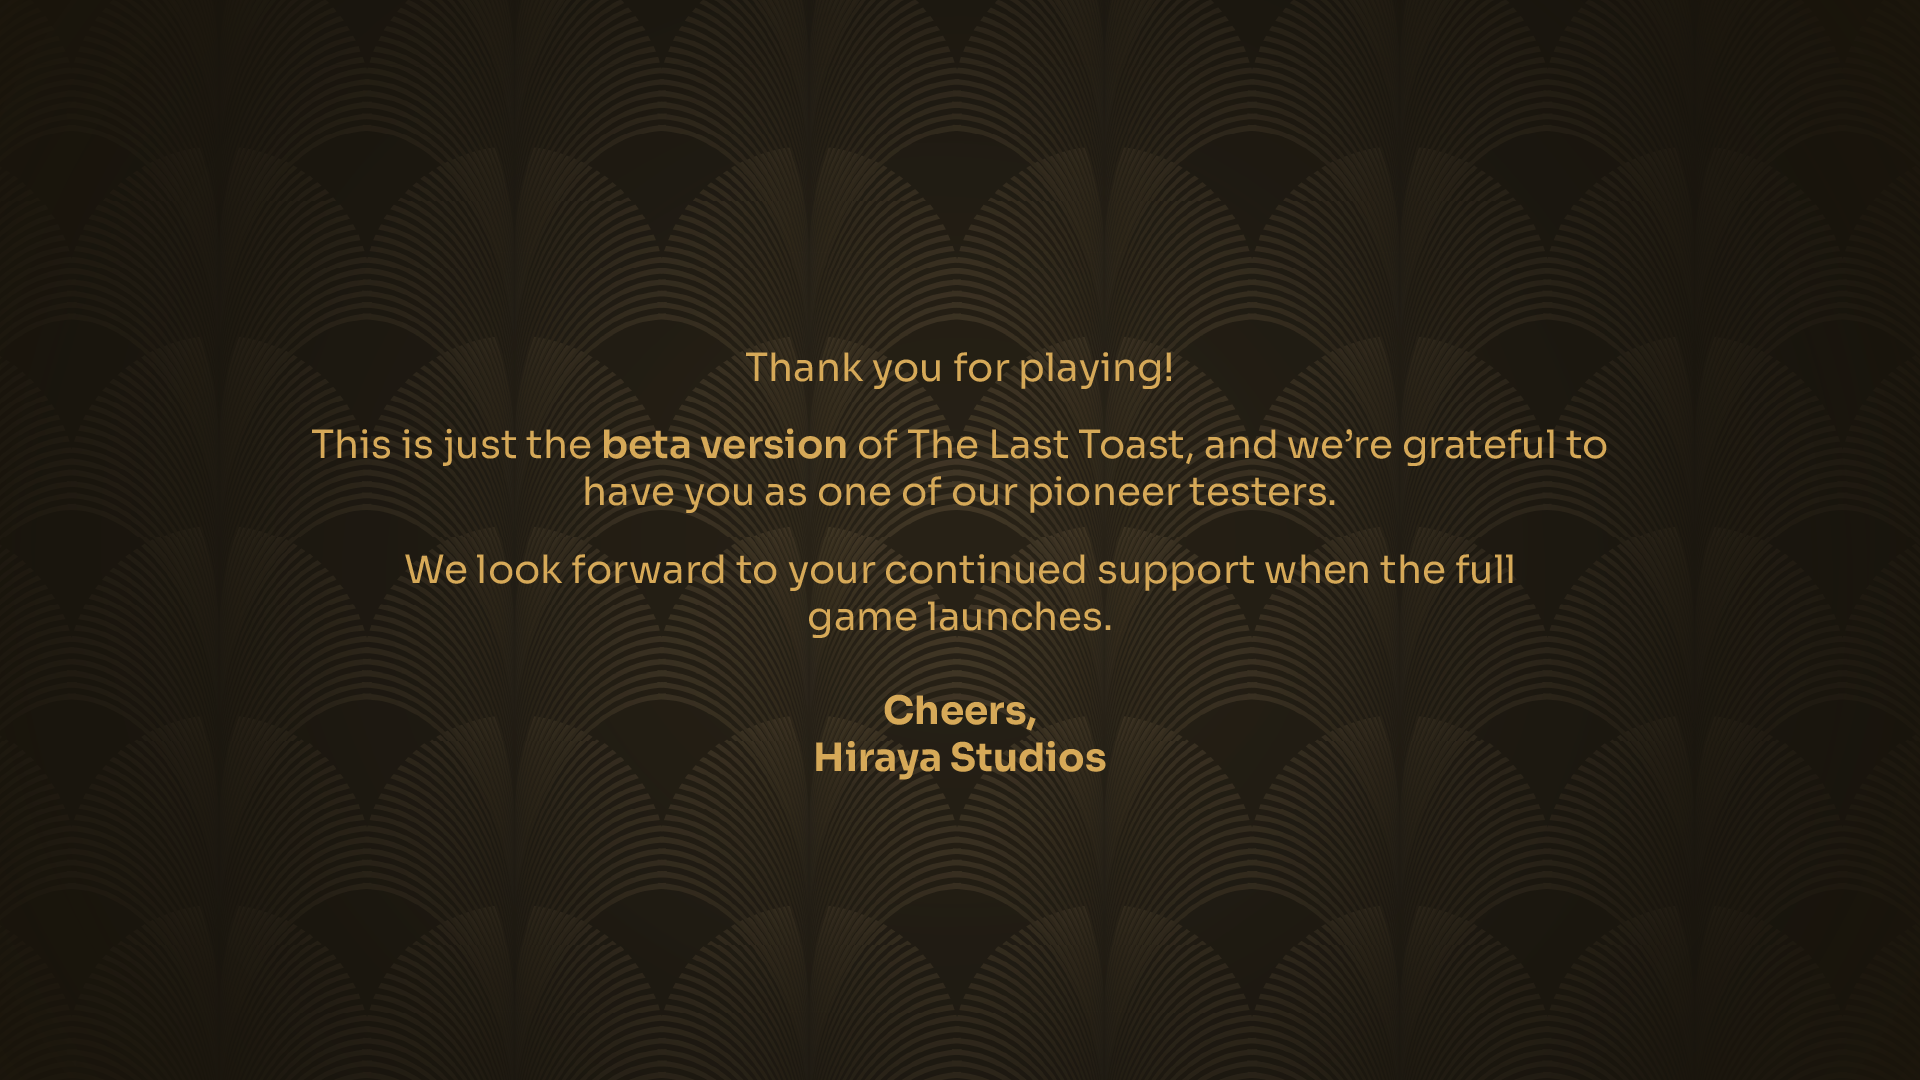 Thank you for playing!
This is just the beta version of The Last Toast, and we’re grateful to
have you as one of our pioneer testers.
We look forward to your continued support when the full
game launches.
Cheers,
Hiraya Studios